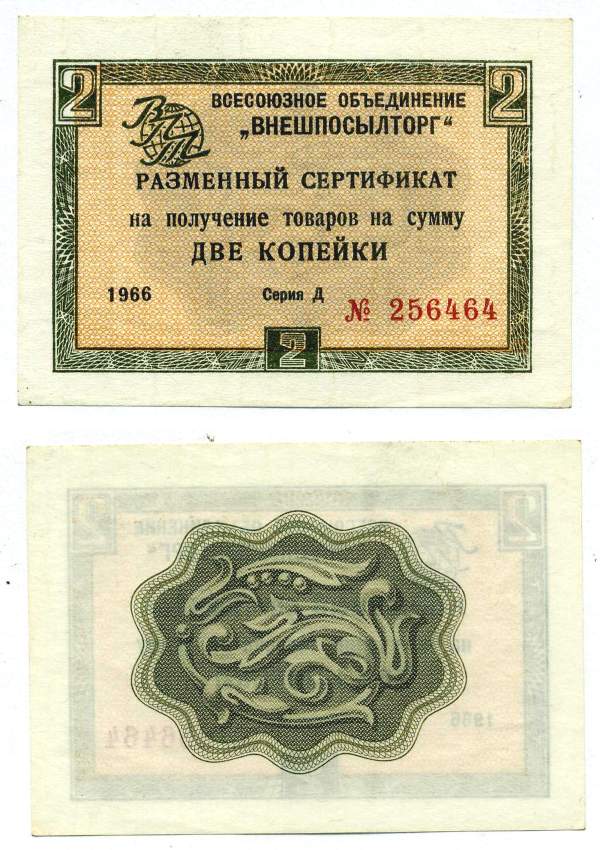 2 2
ВПТ
ВСЕСОЮЗНОЕ ОБЪЕДИНЕНИЕ
„ВНЕШПОСЫЛТОРГ“
РАЗМЕННЫЙ СЕРТИФИКАТ
на получение товаров на сумму
ДВЕ КОПЕЙКИ
1966 Серия Д № 256464
2